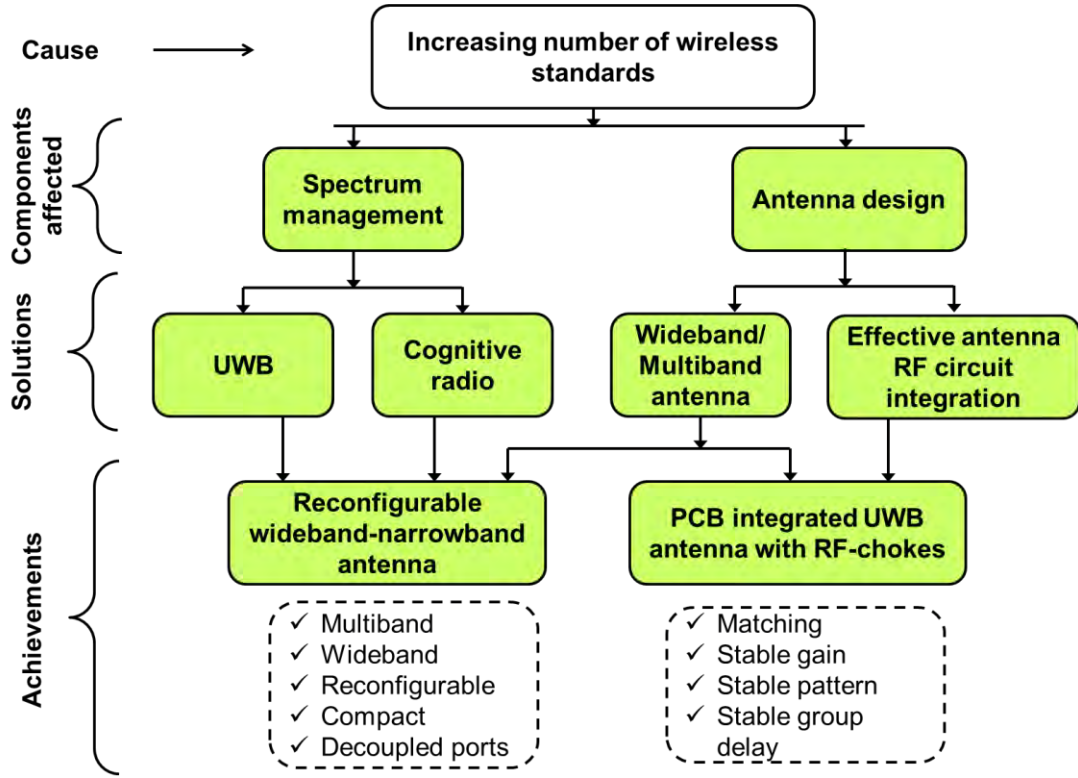 Cause
Increasing number of wireless
standards
Components
affected
Spectrum
management
Antenna design
Solutions
UWB
Cognitive
radio
Wideband/
Multiband
antenna
Effective antenna
RF circuit
integration
Achievements
Reconfigurable
wideband-narrowband
antenna
PCB integrated UWB
antenna with RF-chokes
✓ Multiband
✓ Wideband
✓ Reconfigurable
✓ Compact
✓ Decoupled ports
✓ Matching
✓ Stable gain
✓ Stable pattern
✓ Stable group
delay